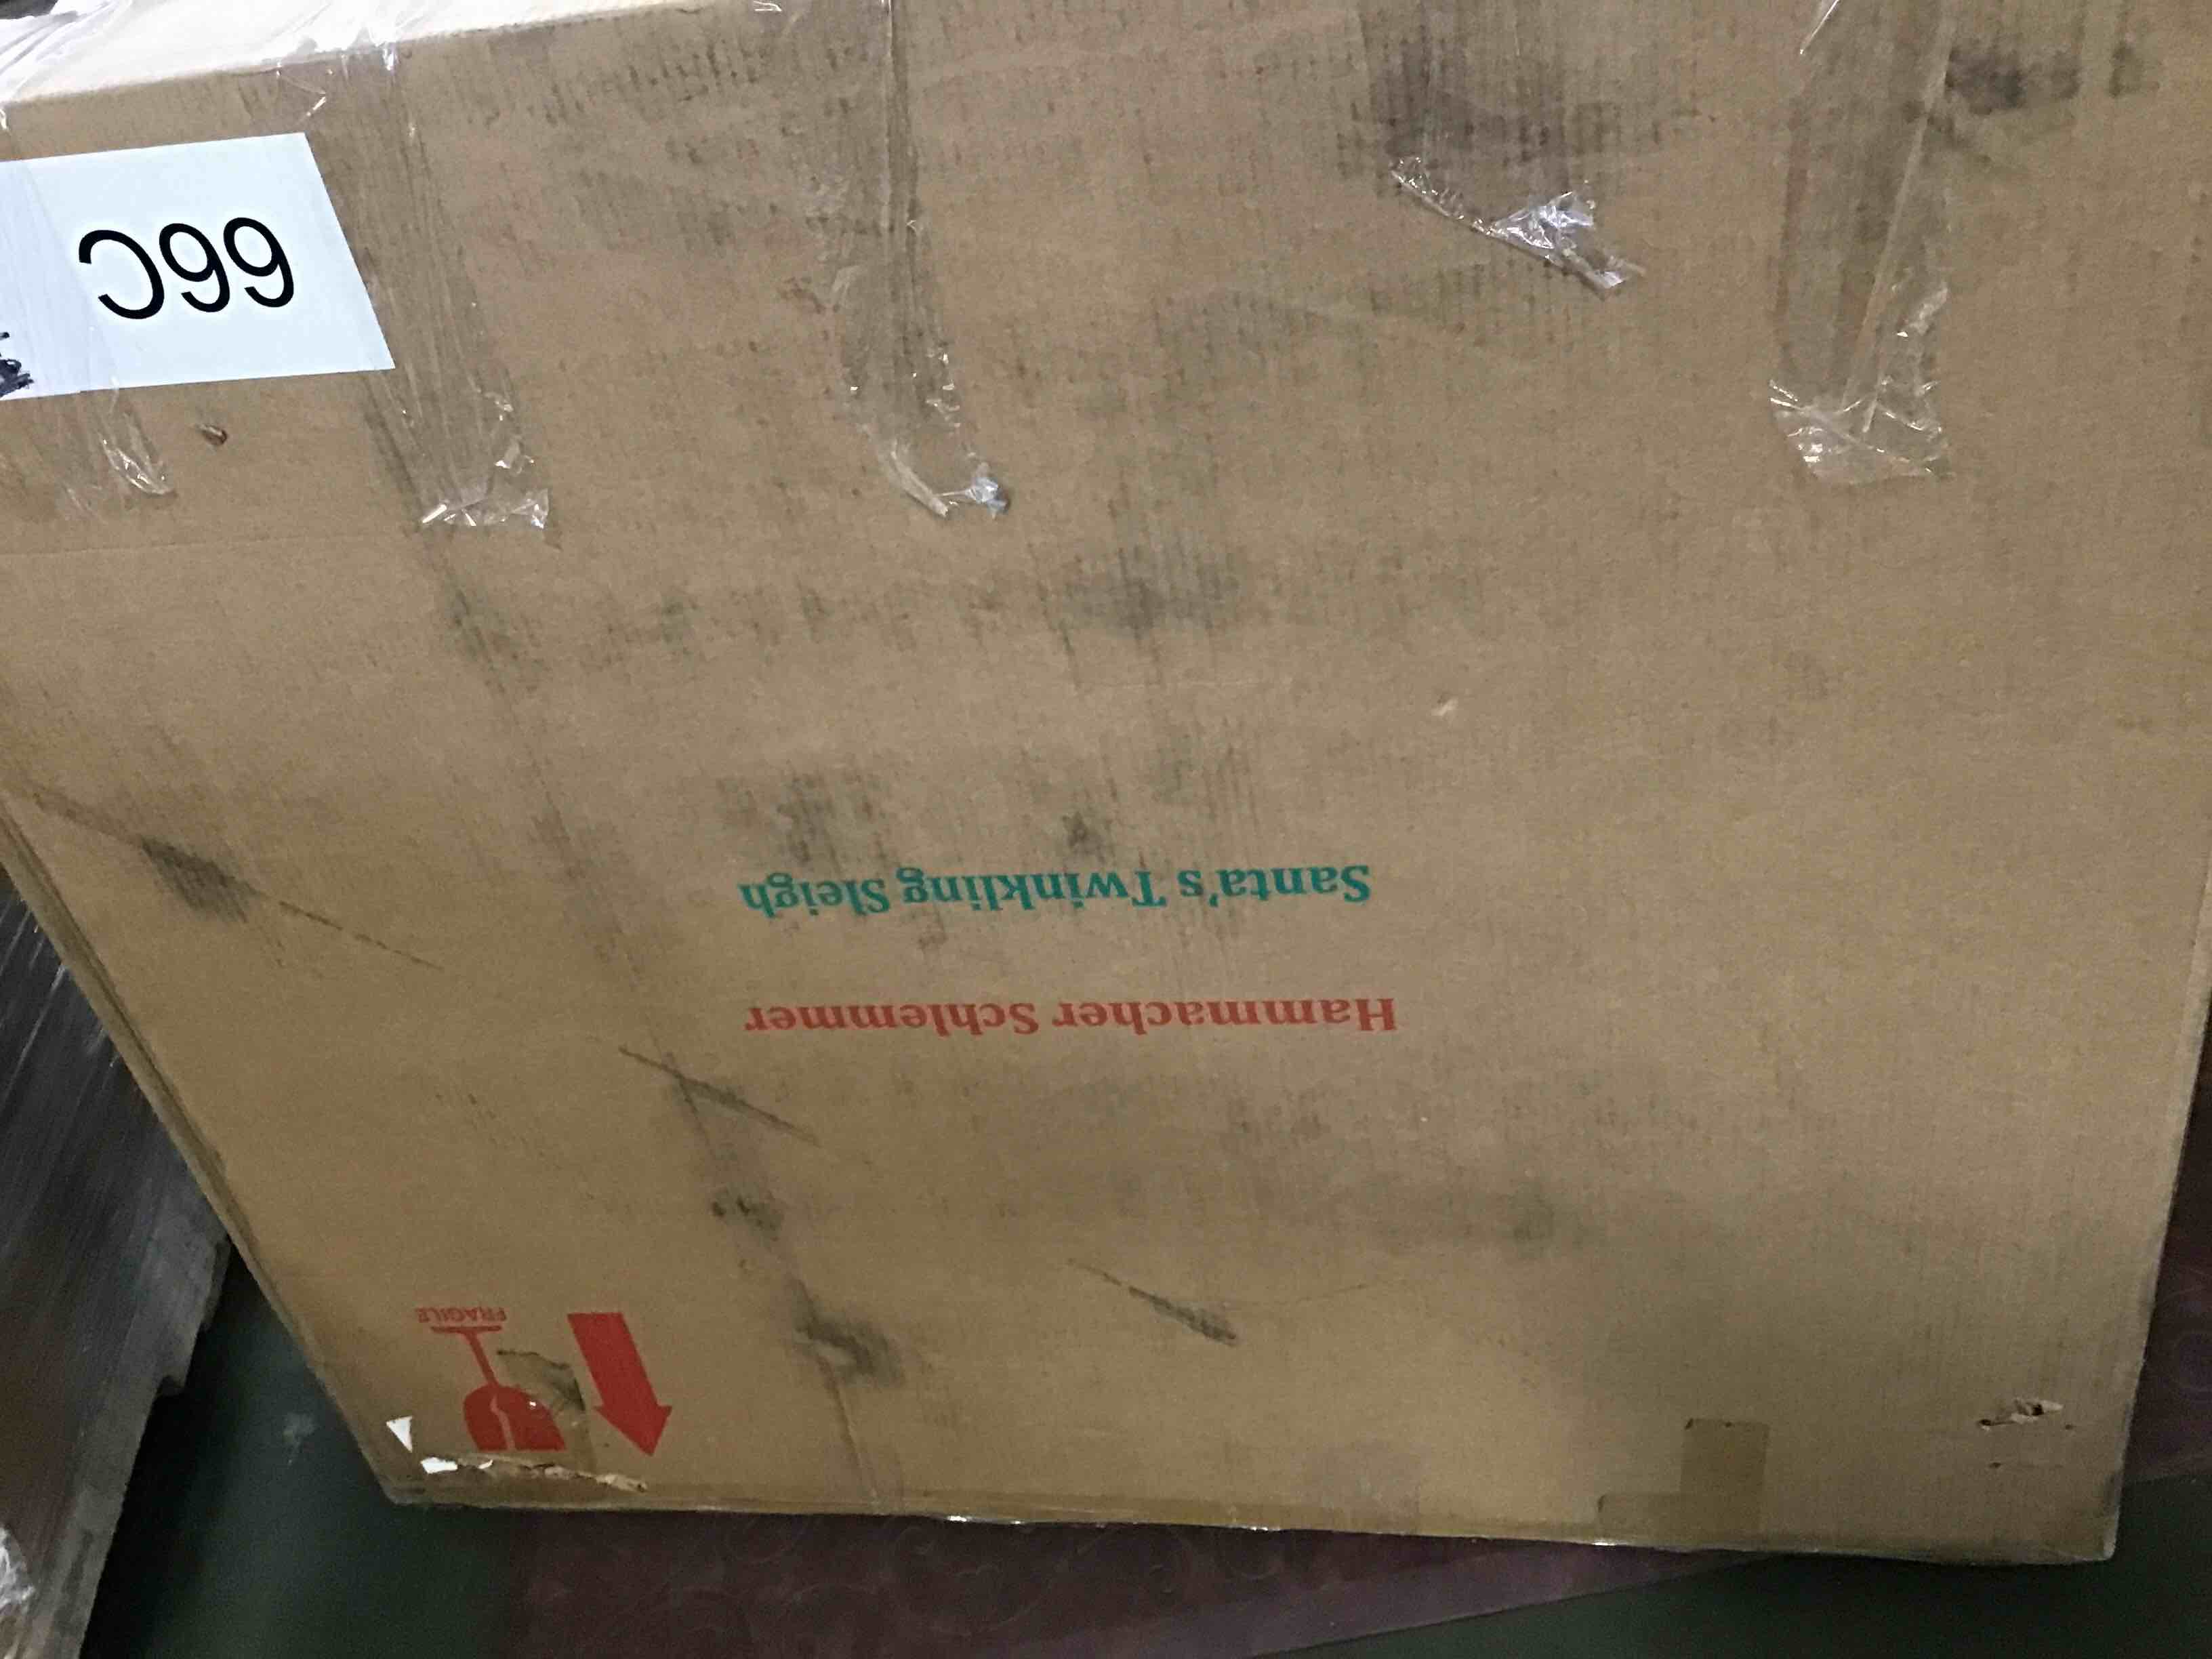 FRAGILE
Hammacher Schlemmer
Santa's Twinkling Sleigh
66C